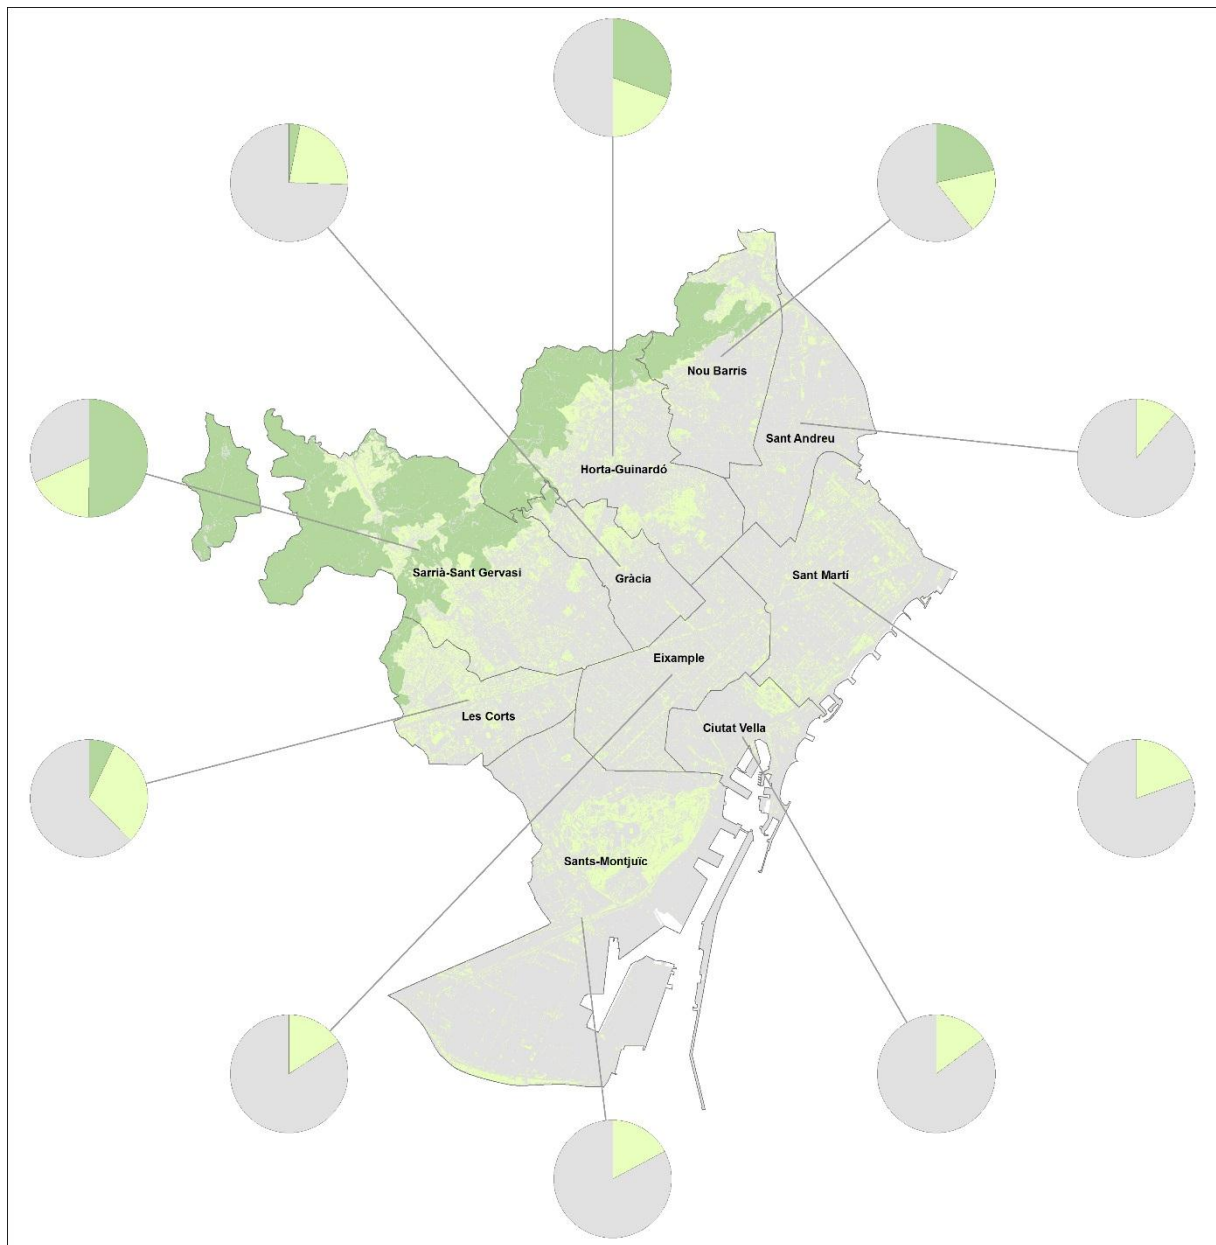 Nou Barris
Sant Andreu
Horta-Guinardó
Sarrià-Sant Gervasi
Gràcia
Sant Martí
Eixample
Les Corts
Ciutat Vella
Sants-Montjuïc